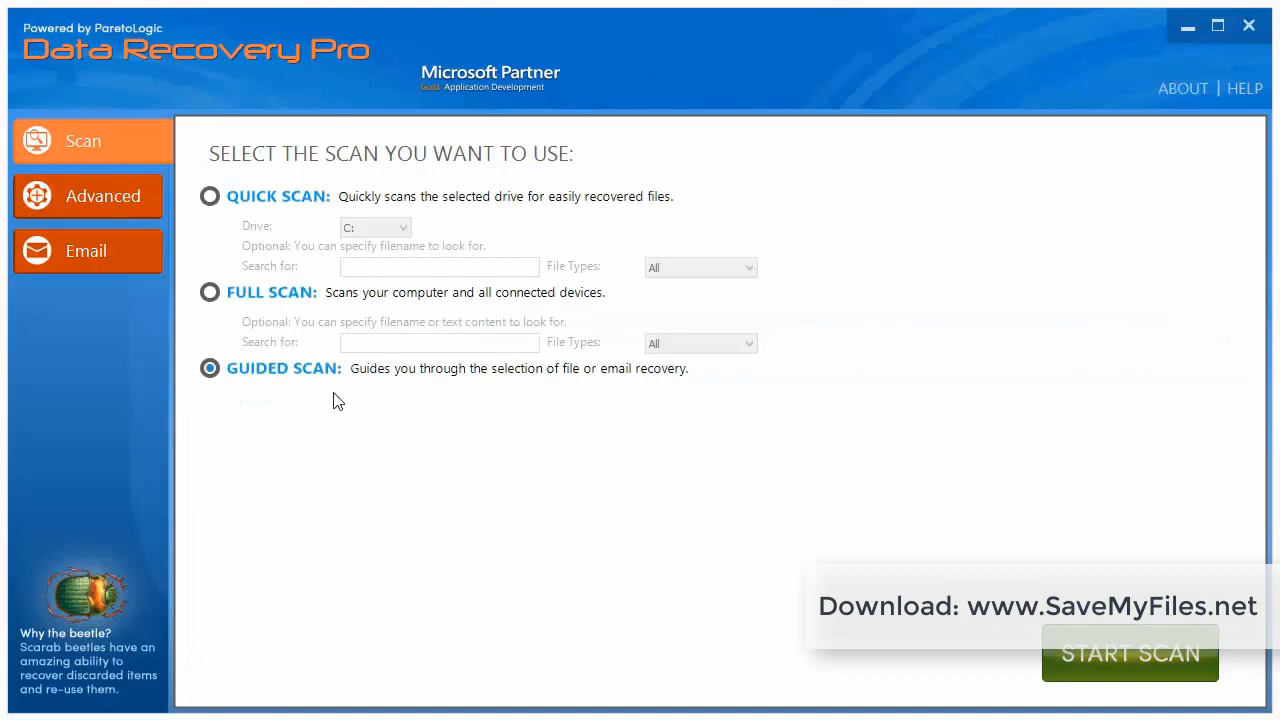 Powered by ParetoLogic
Data Recovery Pro
Microsoft Partner
Gold Application Development
ABOUT | HELP
Scan
Advanced
Email
SELECT THE SCAN YOU WANT TO USE:
QUICK SCAN: Quickly scans the selected drive for easily recovered files.
Drive: C:
Optional: You can specify filename to look for.
Search for: File Types: All
FULL SCAN: Scans your computer and all connected devices.
Optional: You can specify filename or text content to look for.
Search for: File Types: All
GUIDED SCAN: Guides you through the selection of file or email recovery.
Download: www.SaveMyFiles.net
START SCAN
Why the beetle?
Scarab beetles have an
amazing ability to
recover discarded items
and re-use them.